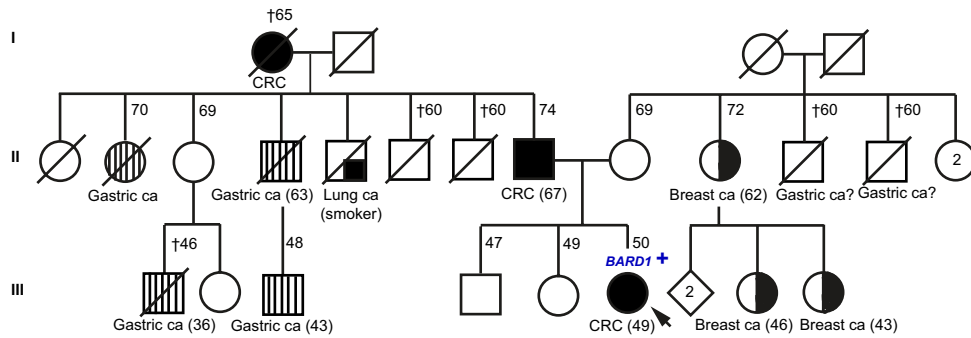 †65
I
CRC
70
69
†60
†60
74
69
72
†60
†60
II
2
Gastric ca
Gastric ca (63)
Lung ca
(smoker)
CRC (67)
Breast ca (62)
Gastric ca?
Gastric ca?
†46
48
47
49
50
BARD1 +
III
2
Gastric ca (36)
Gastric ca (43)
CRC (49)
Breast ca (46)
Breast ca (43)